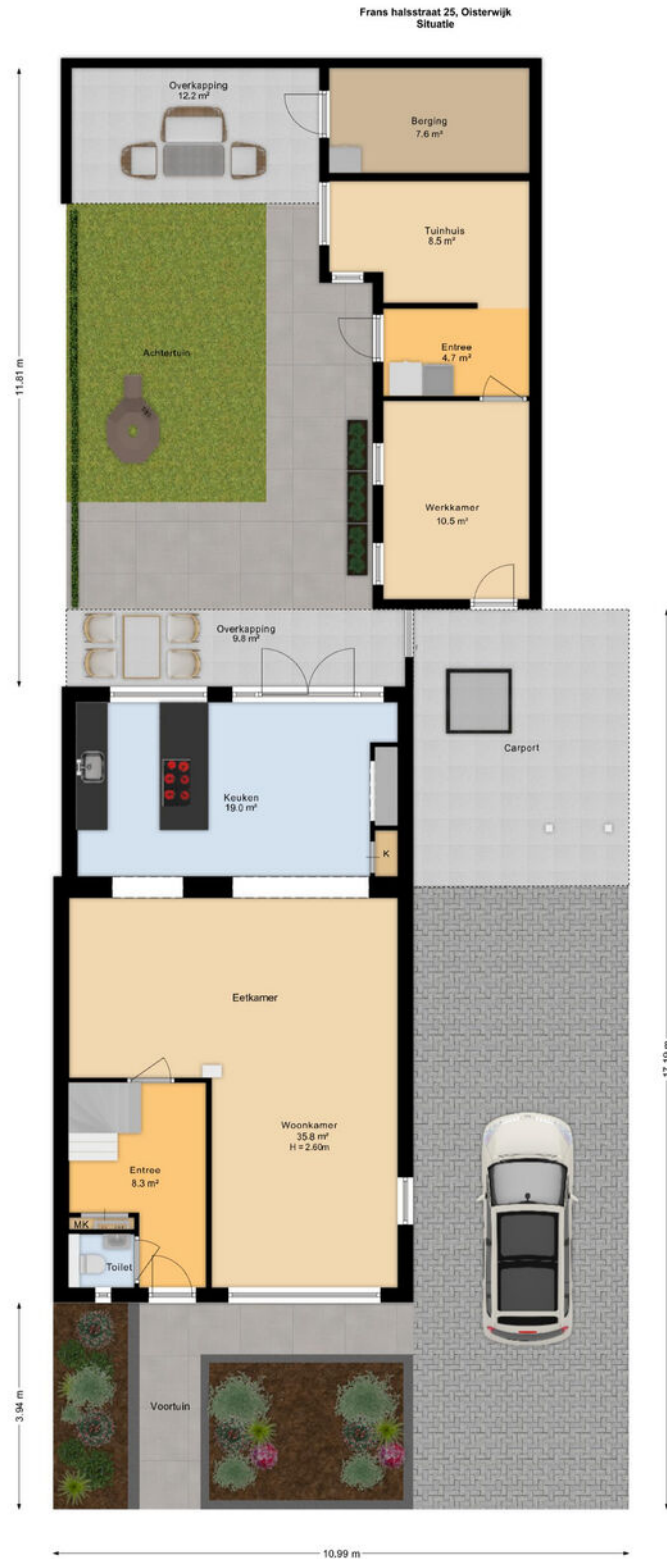 Frans halsstraat 25, Oisterwijk
Situatie
Overkapping
12.2 m²
Berging
7.6 m²
Tuinhuis
8.5 m²
11.81 m
Achtertuin
Entree
4.7 m²
Werkkamer
10.5 m²
Overkapping
9.8 m²
Carport
Keuken
19.0 m²
K
Eetkamer
17.19 m
Woonkamer
35.8 m²
H = 2.60m
Entree
8.3 m²
MK
Toilet
3.94 m
Voortuin
10.99 m